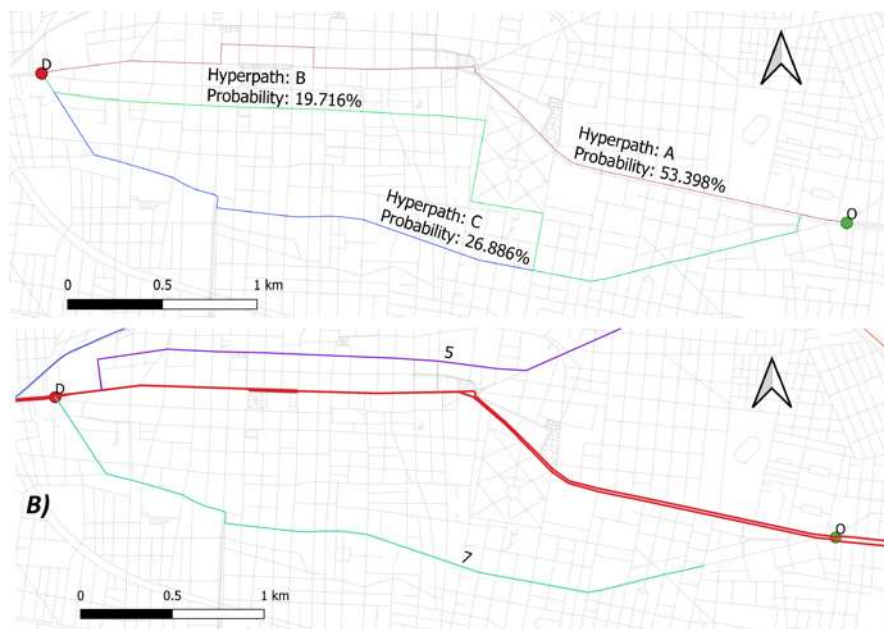 D
Hyperpath: B
Probability: 19.716%
Hyperpath: A
Probability: 53.398%
O
Hyperpath: C
Probability: 26.886%
0 0.5 1 km
5
D
B)
O
7
0 0.5 1 km